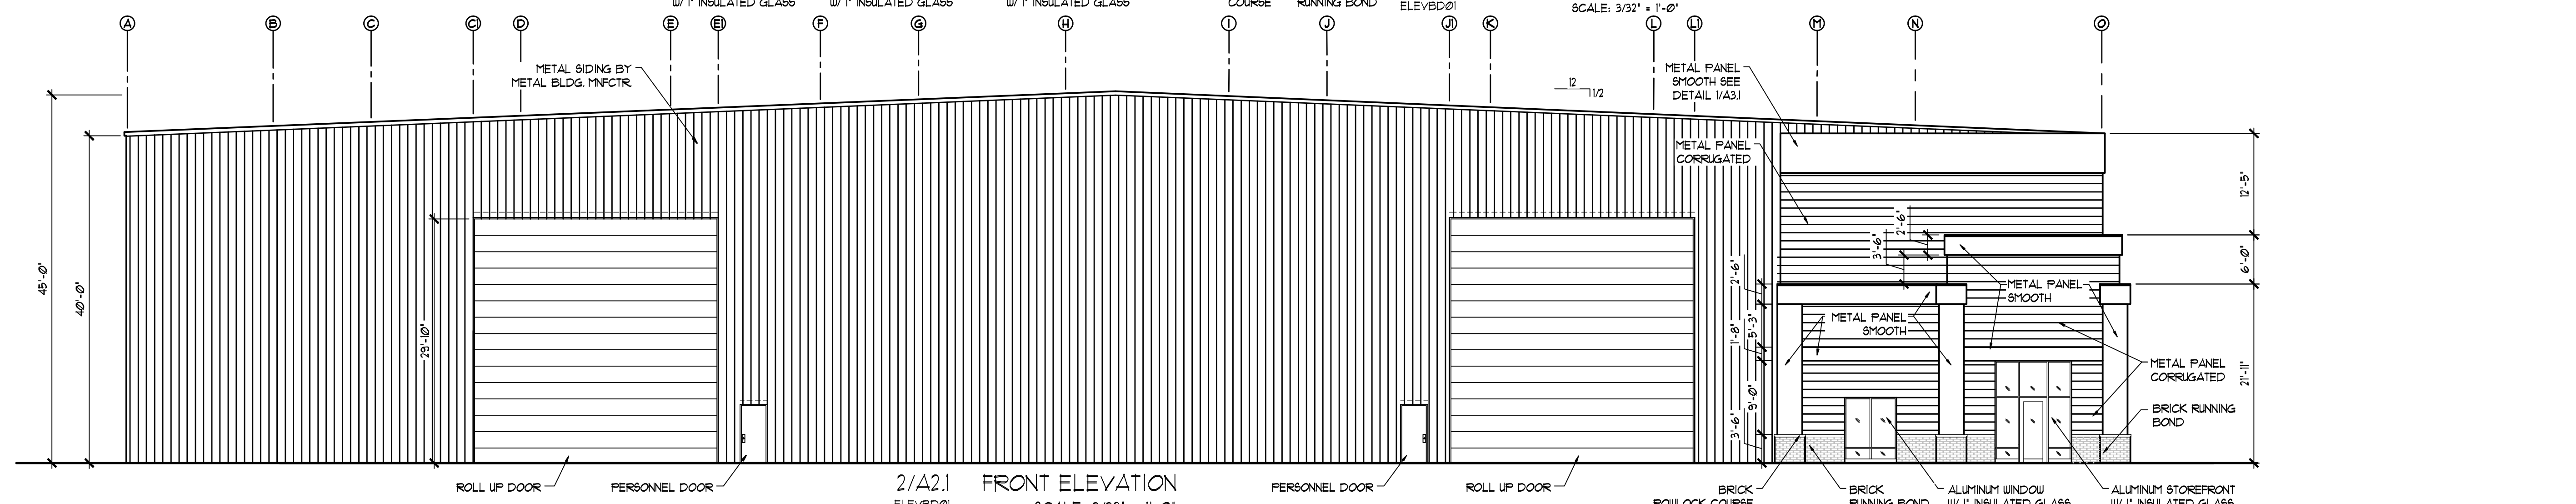 W/1" INSULATED GLASS
W/1" INSULATED GLASS
W/1" INSULATED GLASS
COURSE
RUNNING BOND
ELEVBD01
SCALE: 3/32" = 1'-0"
A
B
C
C1
D
E
E1
F
G
H
I
J
J1
K
L
L1
M
N
O
METAL SIDING BY
METAL BLDG. MNFCTR.
12
1/2
METAL PANEL
SMOOTH SEE
DETAIL 1/A3.1
METAL PANEL
CORRUGATED
45'-0"
40'-0"
29'-10"
12'-5"
6'-0"
21'-11"
2'-6"
3'-6"
2'-6"
5'-3"
1'-8"
9'-0"
3'-6"
METAL PANEL
SMOOTH
METAL PANEL
SMOOTH
METAL PANEL
CORRUGATED
BRICK RUNNING
BOND
ROLL UP DOOR
PERSONNEL DOOR
2/A2.1 FRONT ELEVATION
ELEVBD01
PERSONNEL DOOR
ROLL UP DOOR
BRICK
ROWLOCK COURSE
BRICK
RUNNING BOND
ALUMINUM WINDOW
W/1" INSULATED GLASS
ALUMINUM STOREFRONT
W/1" INSULATED GLASS